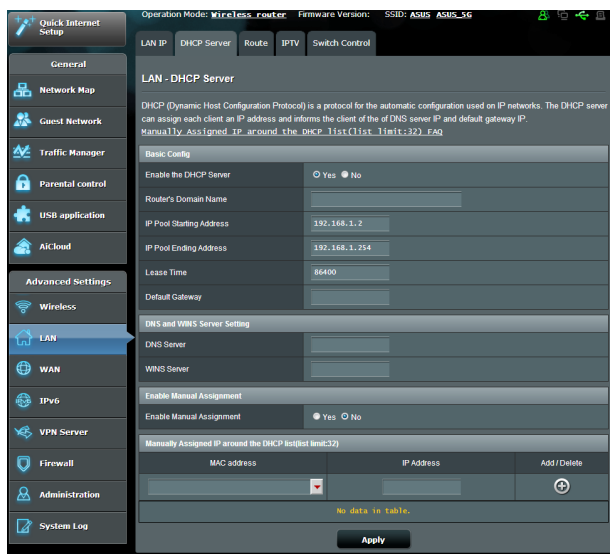 Quick Internet
Setup
General
Network Map
Guest Network
Traffic Manager
Parental control
USB application
AiCloud
Advanced Settings
Wireless
LAN
WAN
IPv6
VPN Server
Firewall
Administration
System Log
Operation Mode: Wireless router Firmware Version: SSID: ASUS ASUS_5G
LAN IP DHCP Server Route IPTV Switch Control
LAN - DHCP Server
DHCP (Dynamic Host Configuration Protocol) is a protocol for the automatic configuration used on IP networks. The DHCP server
can assign each client an IP address and informs the client of the of DNS server IP and default gateway IP.
Manually Assigned IP around the DHCP list(list limit:32) FAQ
Basic Config
Enable the DHCP Server Yes No
Router's Domain Name
IP Pool Starting Address 192.168.1.2
IP Pool Ending Address 192.168.1.254
Lease Time 86400
Default Gateway
DNS and WINS Server Setting
DNS Server
WINS Server
Enable Manual Assignment
Enable Manual Assignment Yes No
Manually Assigned IP around the DHCP list(list limit:32)
MAC address IP Address Add / Delete
No data in table.
Apply